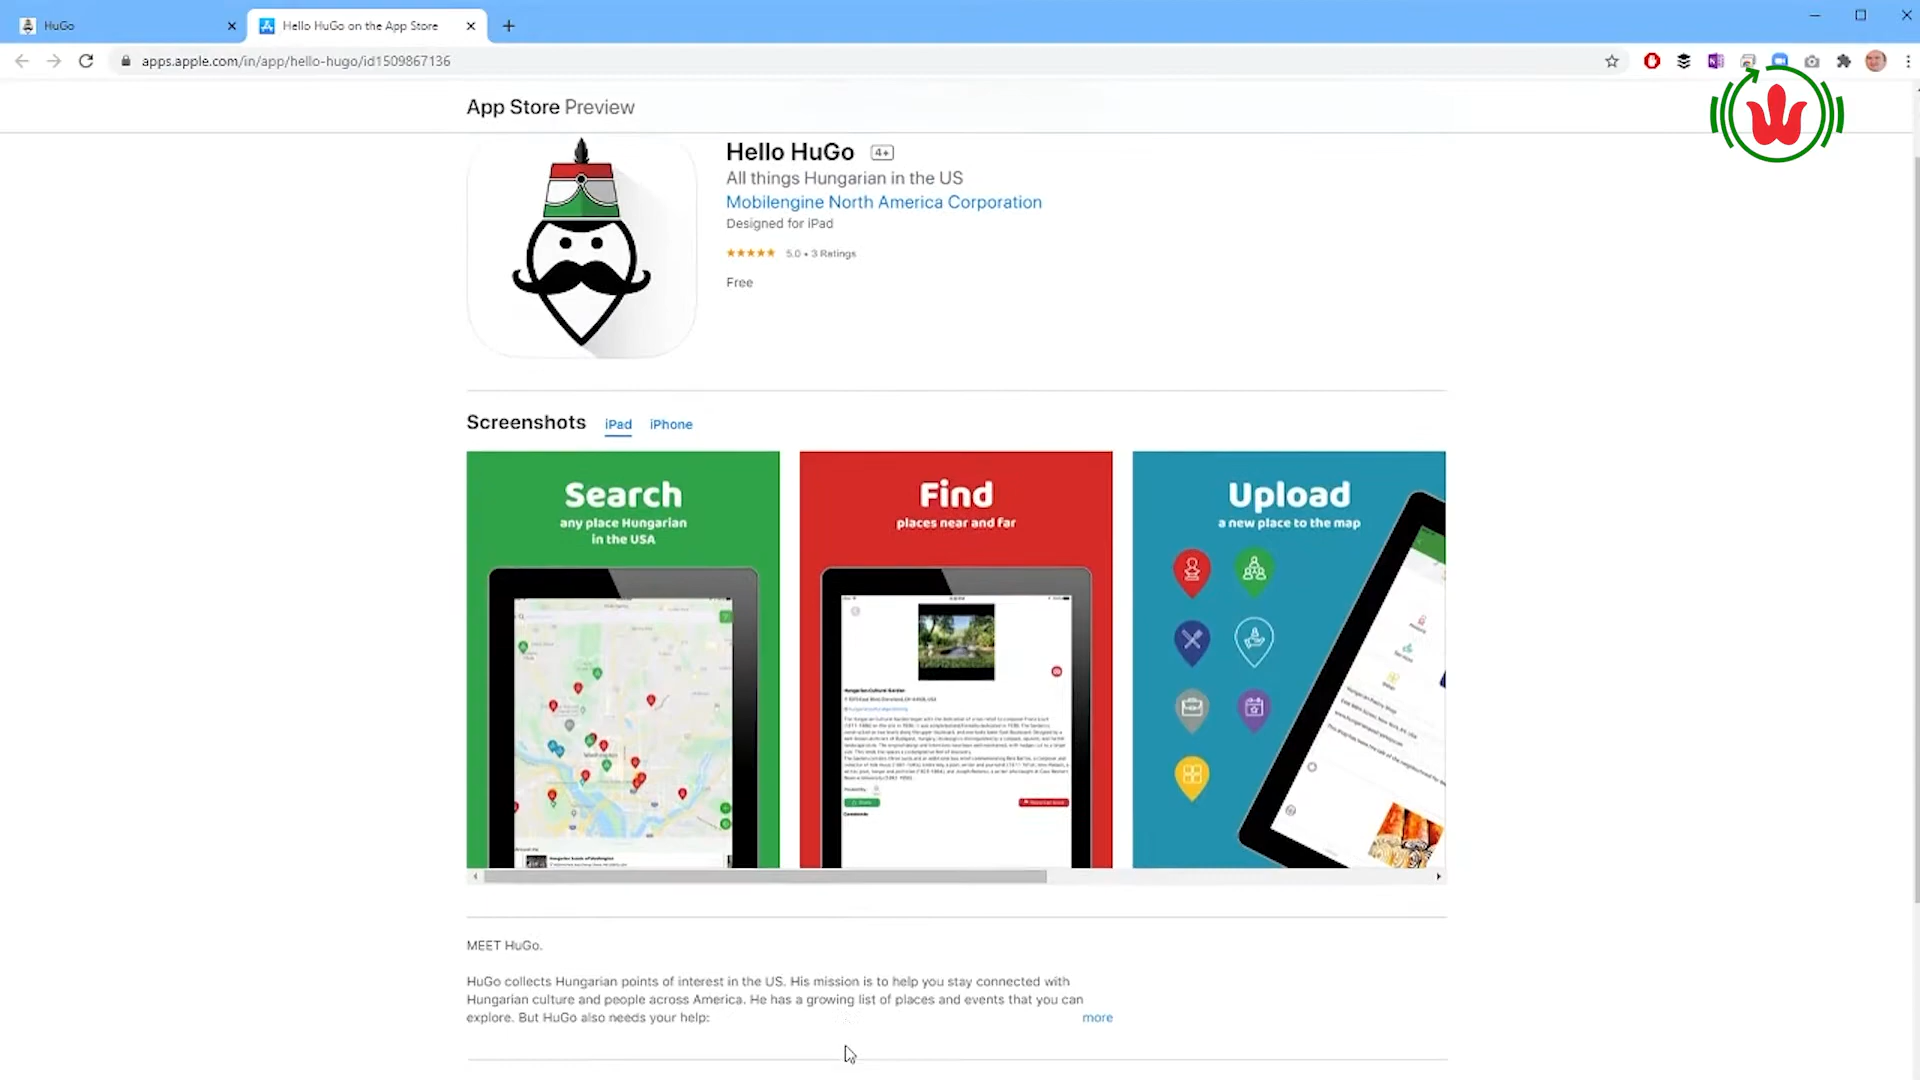 HuGo
Hello HuGo on the App Store
apps.apple.com/in/app/hello-hugo/id1509867136
App Store Preview
Hello HuGo 4+
All things Hungarian in the US
Mobilengine North America Corporation
Designed for iPad
5.0 • 3 Ratings
Free
Screenshots iPad iPhone
Search
any place Hungarian
in the USA
Find
places near and far
Upload
a new place to the map
Hungarian Cultural Garden
Comments
MEET HuGo.
HuGo collects Hungarian points of interest in the US. His mission is to help you stay connected with
Hungarian culture and people across America. He has a growing list of places and events that you can
explore. But HuGo also needs your help:
more